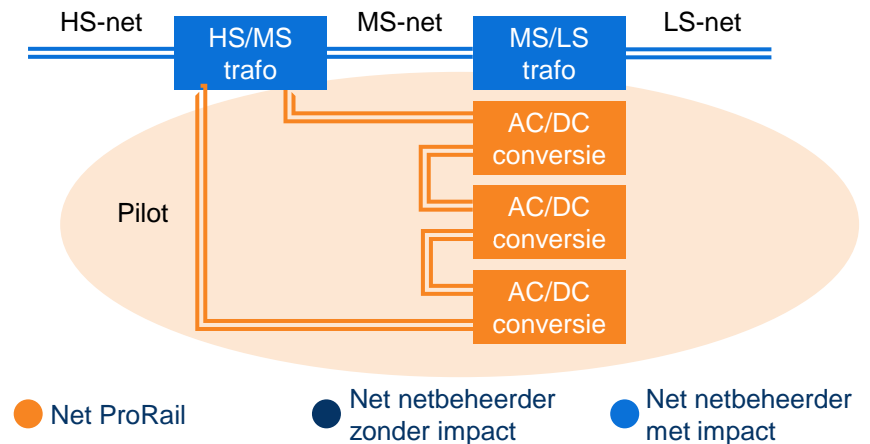 HS-net
MS-net
LS-net
HS/MS
trafo
MS/LS
trafo
AC/DC
conversie
AC/DC
conversie
AC/DC
conversie
Pilot
Net ProRail
Net netbeheerder
zonder impact
Net netbeheerder
met impact